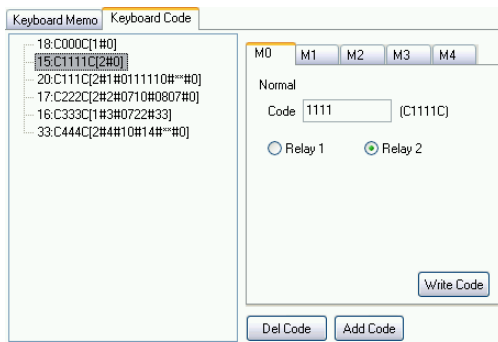 Keyboard Memo Keyboard Code
18:C000C[1#0]
15:C1111C[2#0]
20:C111C[2#1#0111110#**#0]
17:C222C[2#2#0710#0807#0]
16:C333C[1#3#0722#33]
33:C444C[2#4#10#14#**#0]
M0 M1 M2 M3 M4
Normal
Code 1111 (C1111C)
Relay 1 Relay 2
Write Code
Del Code Add Code